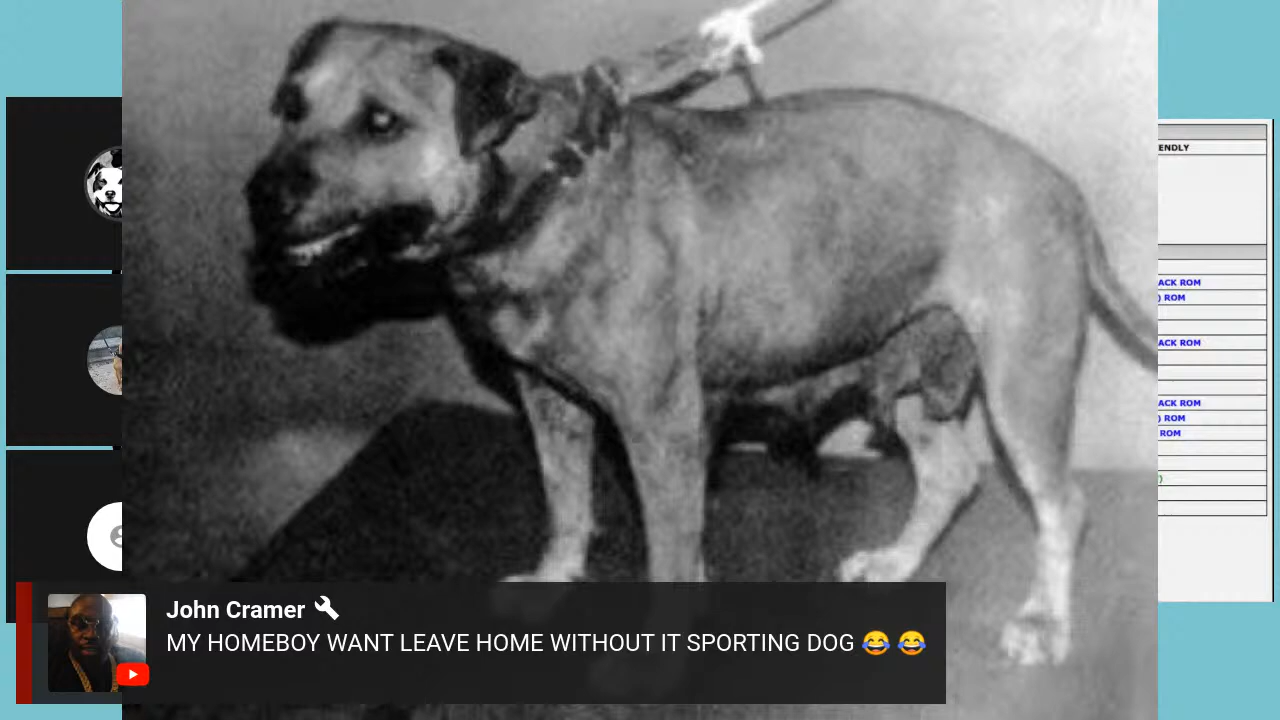 ENDLY
ACK ROM
) ROM
ACK ROM
ACK ROM
) ROM
ROM
)
John Cramer
MY HOMEBOY WANT LEAVE HOME WITHOUT IT SPORTING DOG 😂 😂